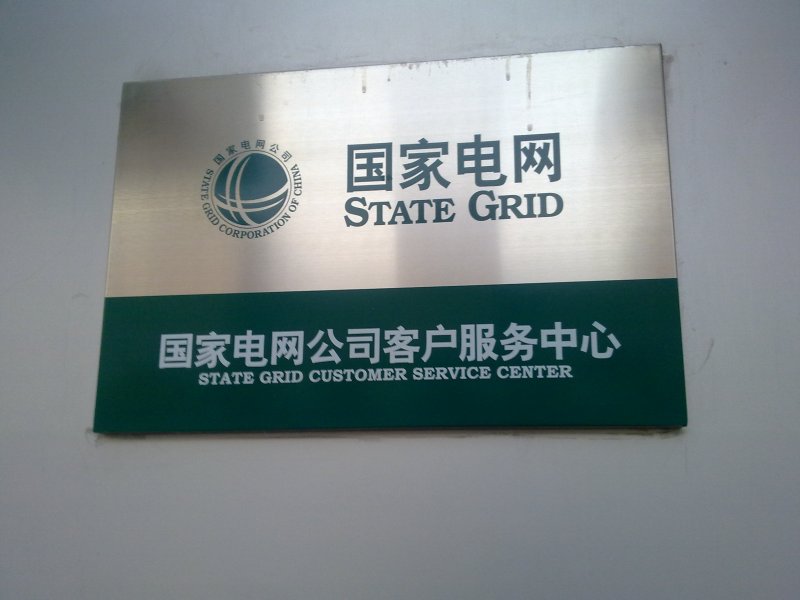 国家电网公司
STATE GRID CORPORATION OF CHINA
国家电网
STATE GRID
国家电网公司客户服务中心
STATE GRID CUSTOMER SERVICE CENTER